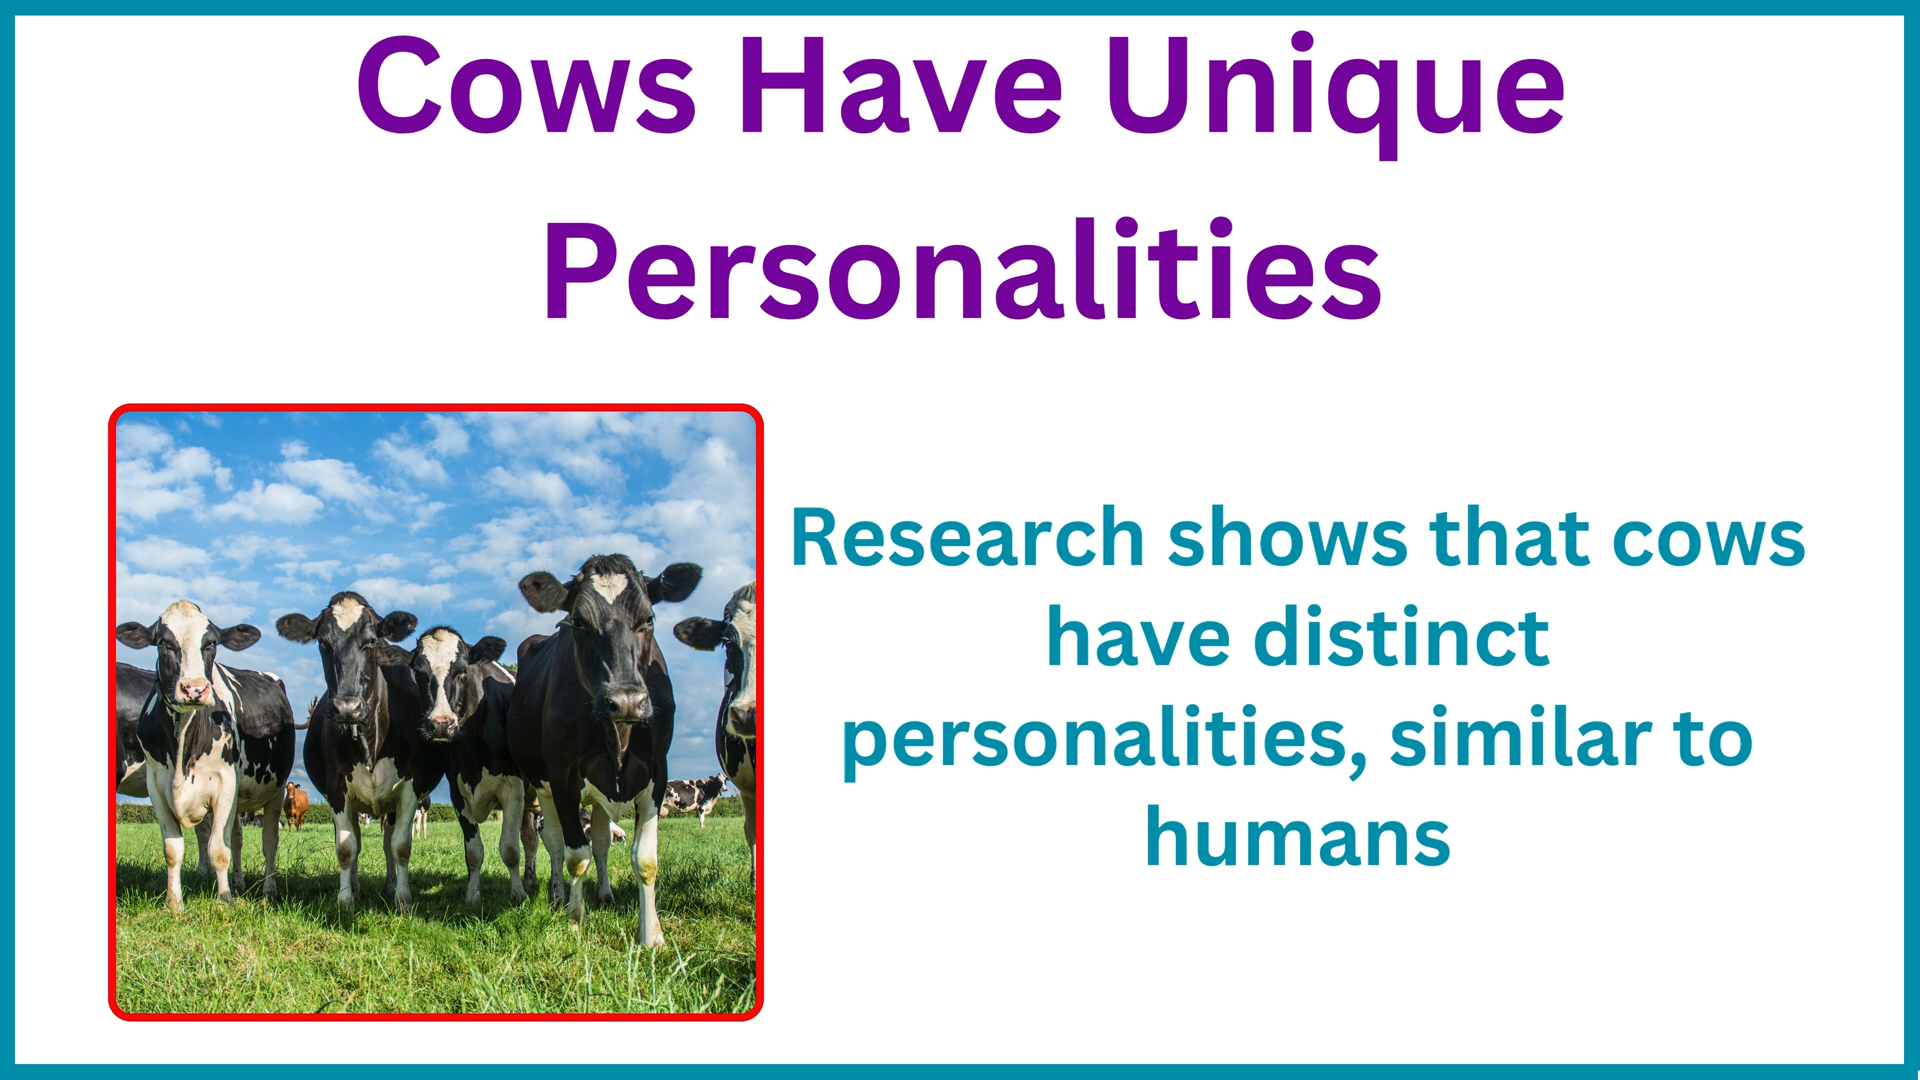 Cows Have Unique
Personalities
Research shows that cows
have distinct
personalities, similar to
humans